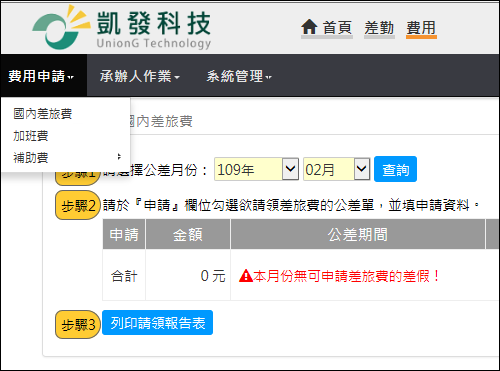 凱發科技
UnionG Technology
首頁 差勤 費用
費用申請 承辦人作業 系統管理
國內差旅費
加班費
補助費
國內差旅費
步驟1 請選擇公差月份： 109年 02月 查詢
步驟2 請於『申請』欄位勾選欲請領差旅費的公差單，並填申請資料。
申請 金額 公差期間
合計 0 元 本月份無可申請差旅費的差假！
步驟3 列印請領報告表